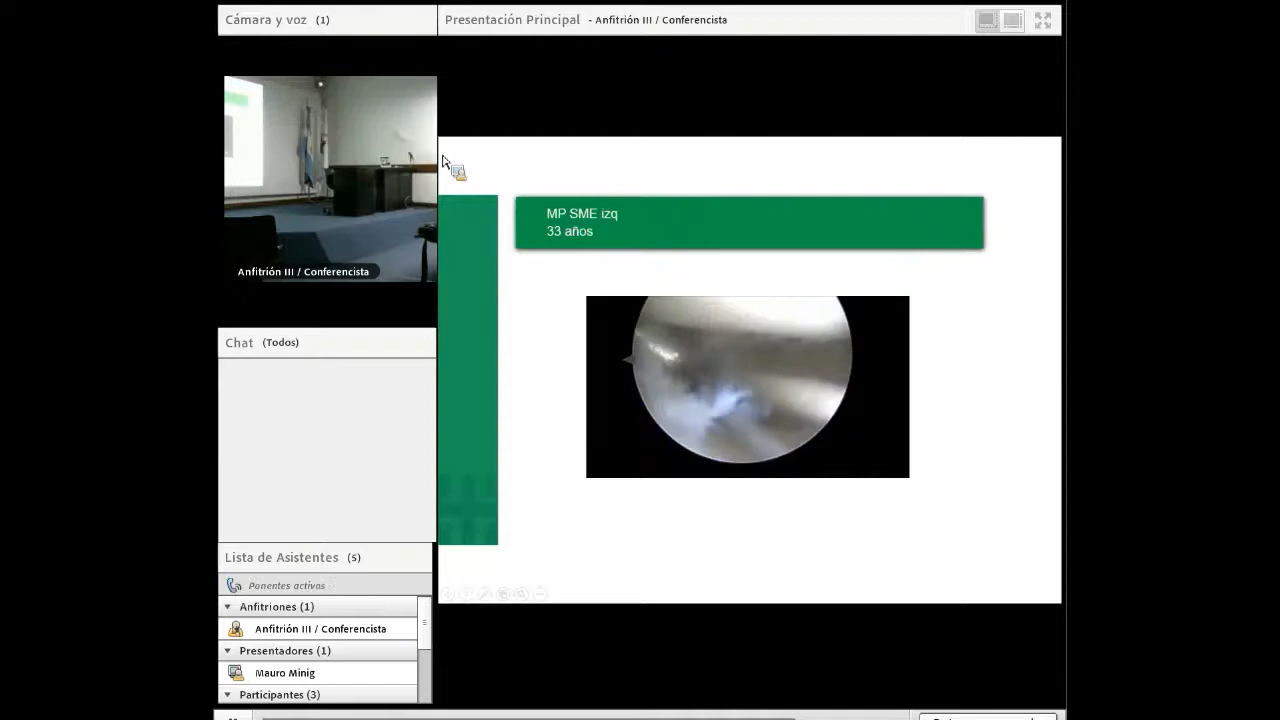 Cámara y voz (1)
Presentación Principal - Anfitrión III / Conferencista
Anfitrión III / Conferencista
MP SME izq
33 años
Chat (Todos)
Lista de Asistentes (5)
Ponentes activos
Anfitriones (1)
Anfitrión III / Conferencista
Presentadores (1)
Mauro Minig
Participantes (3)